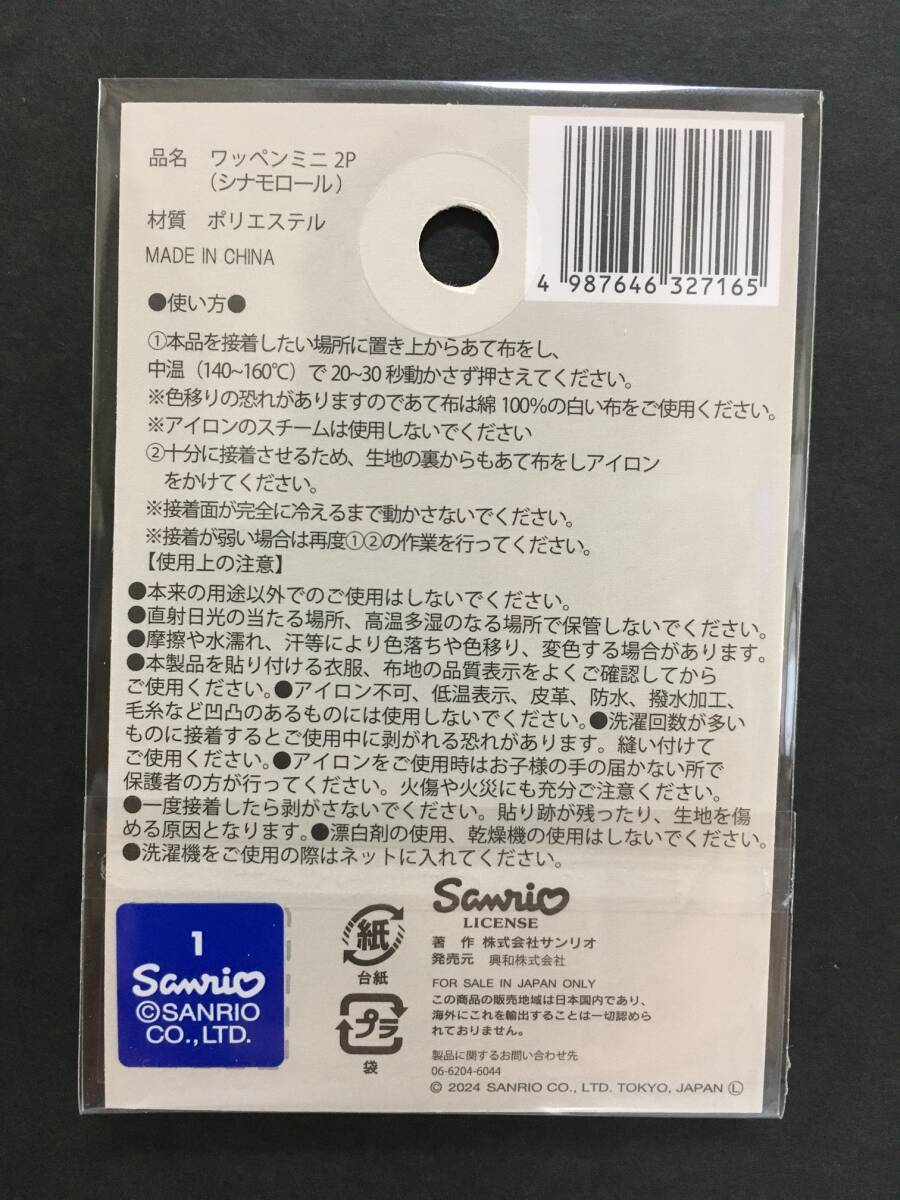 品名 ワッペンミニ 2P
（シナモロール）
材質 ポリエステル
MADE IN CHINA
4 987646 327165
●使い方●
①本品を接着したい場所に置き上からあて布をし、
中温（140~160℃）で 20~30 秒動かさず押さえてください。
※色移りの恐れがありますのであて布は綿 100%の白い布をご使用ください。
※アイロンのスチームは使用しないでください
②十分に接着させるため、生地の裏からもあて布をしアイロン
をかけてください。
※接着面が完全に冷えるまで動かさないでください。
※接着が弱い場合は再度①②の作業を行ってください。
【使用上の注意】
●本来の用途以外でのご使用はしないでください。
●直射日光の当たる場所、高温多湿のなる場所で保管しないでください。
●摩擦や水濡れ、汗等により色落ちや色移り、変色する場合があります。
●本製品を貼り付ける衣服、布地の品質表示をよくご確認してから
ご使用ください。●アイロン不可、低温表示、皮革、防水、撥水加工、
毛糸など凹凸のあるものには使用しないでください。●洗濯回数が多い
ものに接着するとご使用中に剥がれる恐れがあります。縫い付けて
ご使用ください。●アイロンをご使用時はお子様の手の届かない所で
保護者の方が行ってください。火傷や火災にも充分ご注意ください。
●一度接着したら剥がさないでください。貼り跡が残ったり、生地を傷
める原因となります。●漂白剤の使用、乾燥機の使用はしないでください。
●洗濯機をご使用の際はネットに入れてください。
1
Sanrio
©SANRIO
CO.,LTD.
紙
台紙
プラ
袋
Sanrio
LICENSE
著 作 株式会社サンリオ
発売元 興和株式会社
FOR SALE IN JAPAN ONLY
この商品の販売地域は日本国内であり、
海外にこれを輸出することは一切認めら
れておりません。
製品に関するお問い合わせ先
06-6204-6044
© 2024 SANRIO CO., LTD. TOKYO, JAPAN Ⓛ